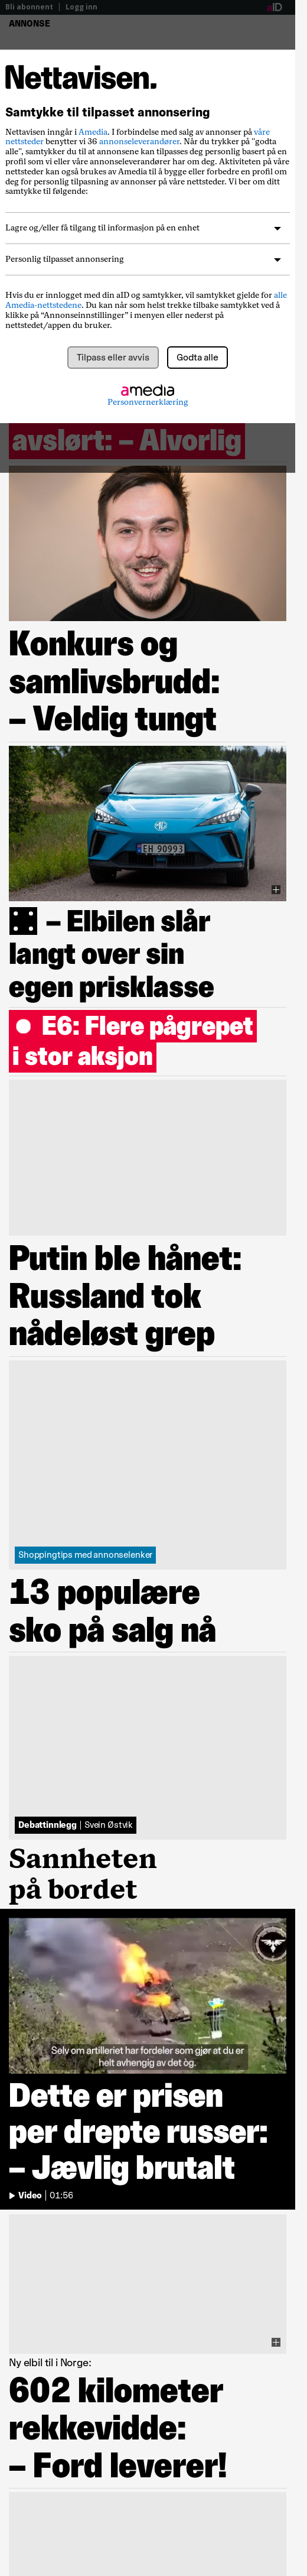 Bli abonnent | Logg inn
aID
ANNONSE
Nettavisen.
Samtykke til tilpasset annonsering
Nettavisen inngår i Amedia. I forbindelse med salg av annonser på våre
nettsteder benytter vi 36 annonseleverandører. Når du trykker på "godta
alle", samtykker du til at annonsene kan tilpasses deg personlig basert på en
profil som vi eller våre annonseleverandører har om deg. Aktiviteten på våre
nettsteder kan også brukes av Amedia til å bygge eller forbedre en profil om
deg for personlig tilpasning av annonser på våre nettsteder. Vi ber om ditt
samtykke til følgende:
Lagre og/eller få tilgang til informasjon på en enhet
Personlig tilpasset annonsering
Hvis du er innlogget med din aID og samtykker, vil samtykket gjelde for alle
Amedia-nettstedene. Du kan når som helst trekke tilbake samtykket ved å
klikke på “Annonseinnstillinger” i menyen eller nederst på
nettstedet/appen du bruker.
Tilpass eller avvis
Godta alle
amedia
Personvernerklæring
avslørt: – Alvorlig
Konkurs og
samlivsbrudd:
– Veldig tungt
EH 90993
– Elbilen slår
langt over sin
egen prisklasse
E6: Flere pågrepet
i stor aksjon
Putin ble hånet:
Russland tok
nådeløst grep
Shoppingtips med annonselenker
13 populære
sko på salg nå
Debattinnlegg | Svein Østvik
Sannheten
på bordet
Selv om artilleriet har fordeler som gjør at du er
helt avhengig av det òg.
Dette er prisen
per drepte russer:
– Jævlig brutalt
Video | 01:56
Ny elbil til i Norge:
602 kilometer
rekkevidde:
– Ford leverer!